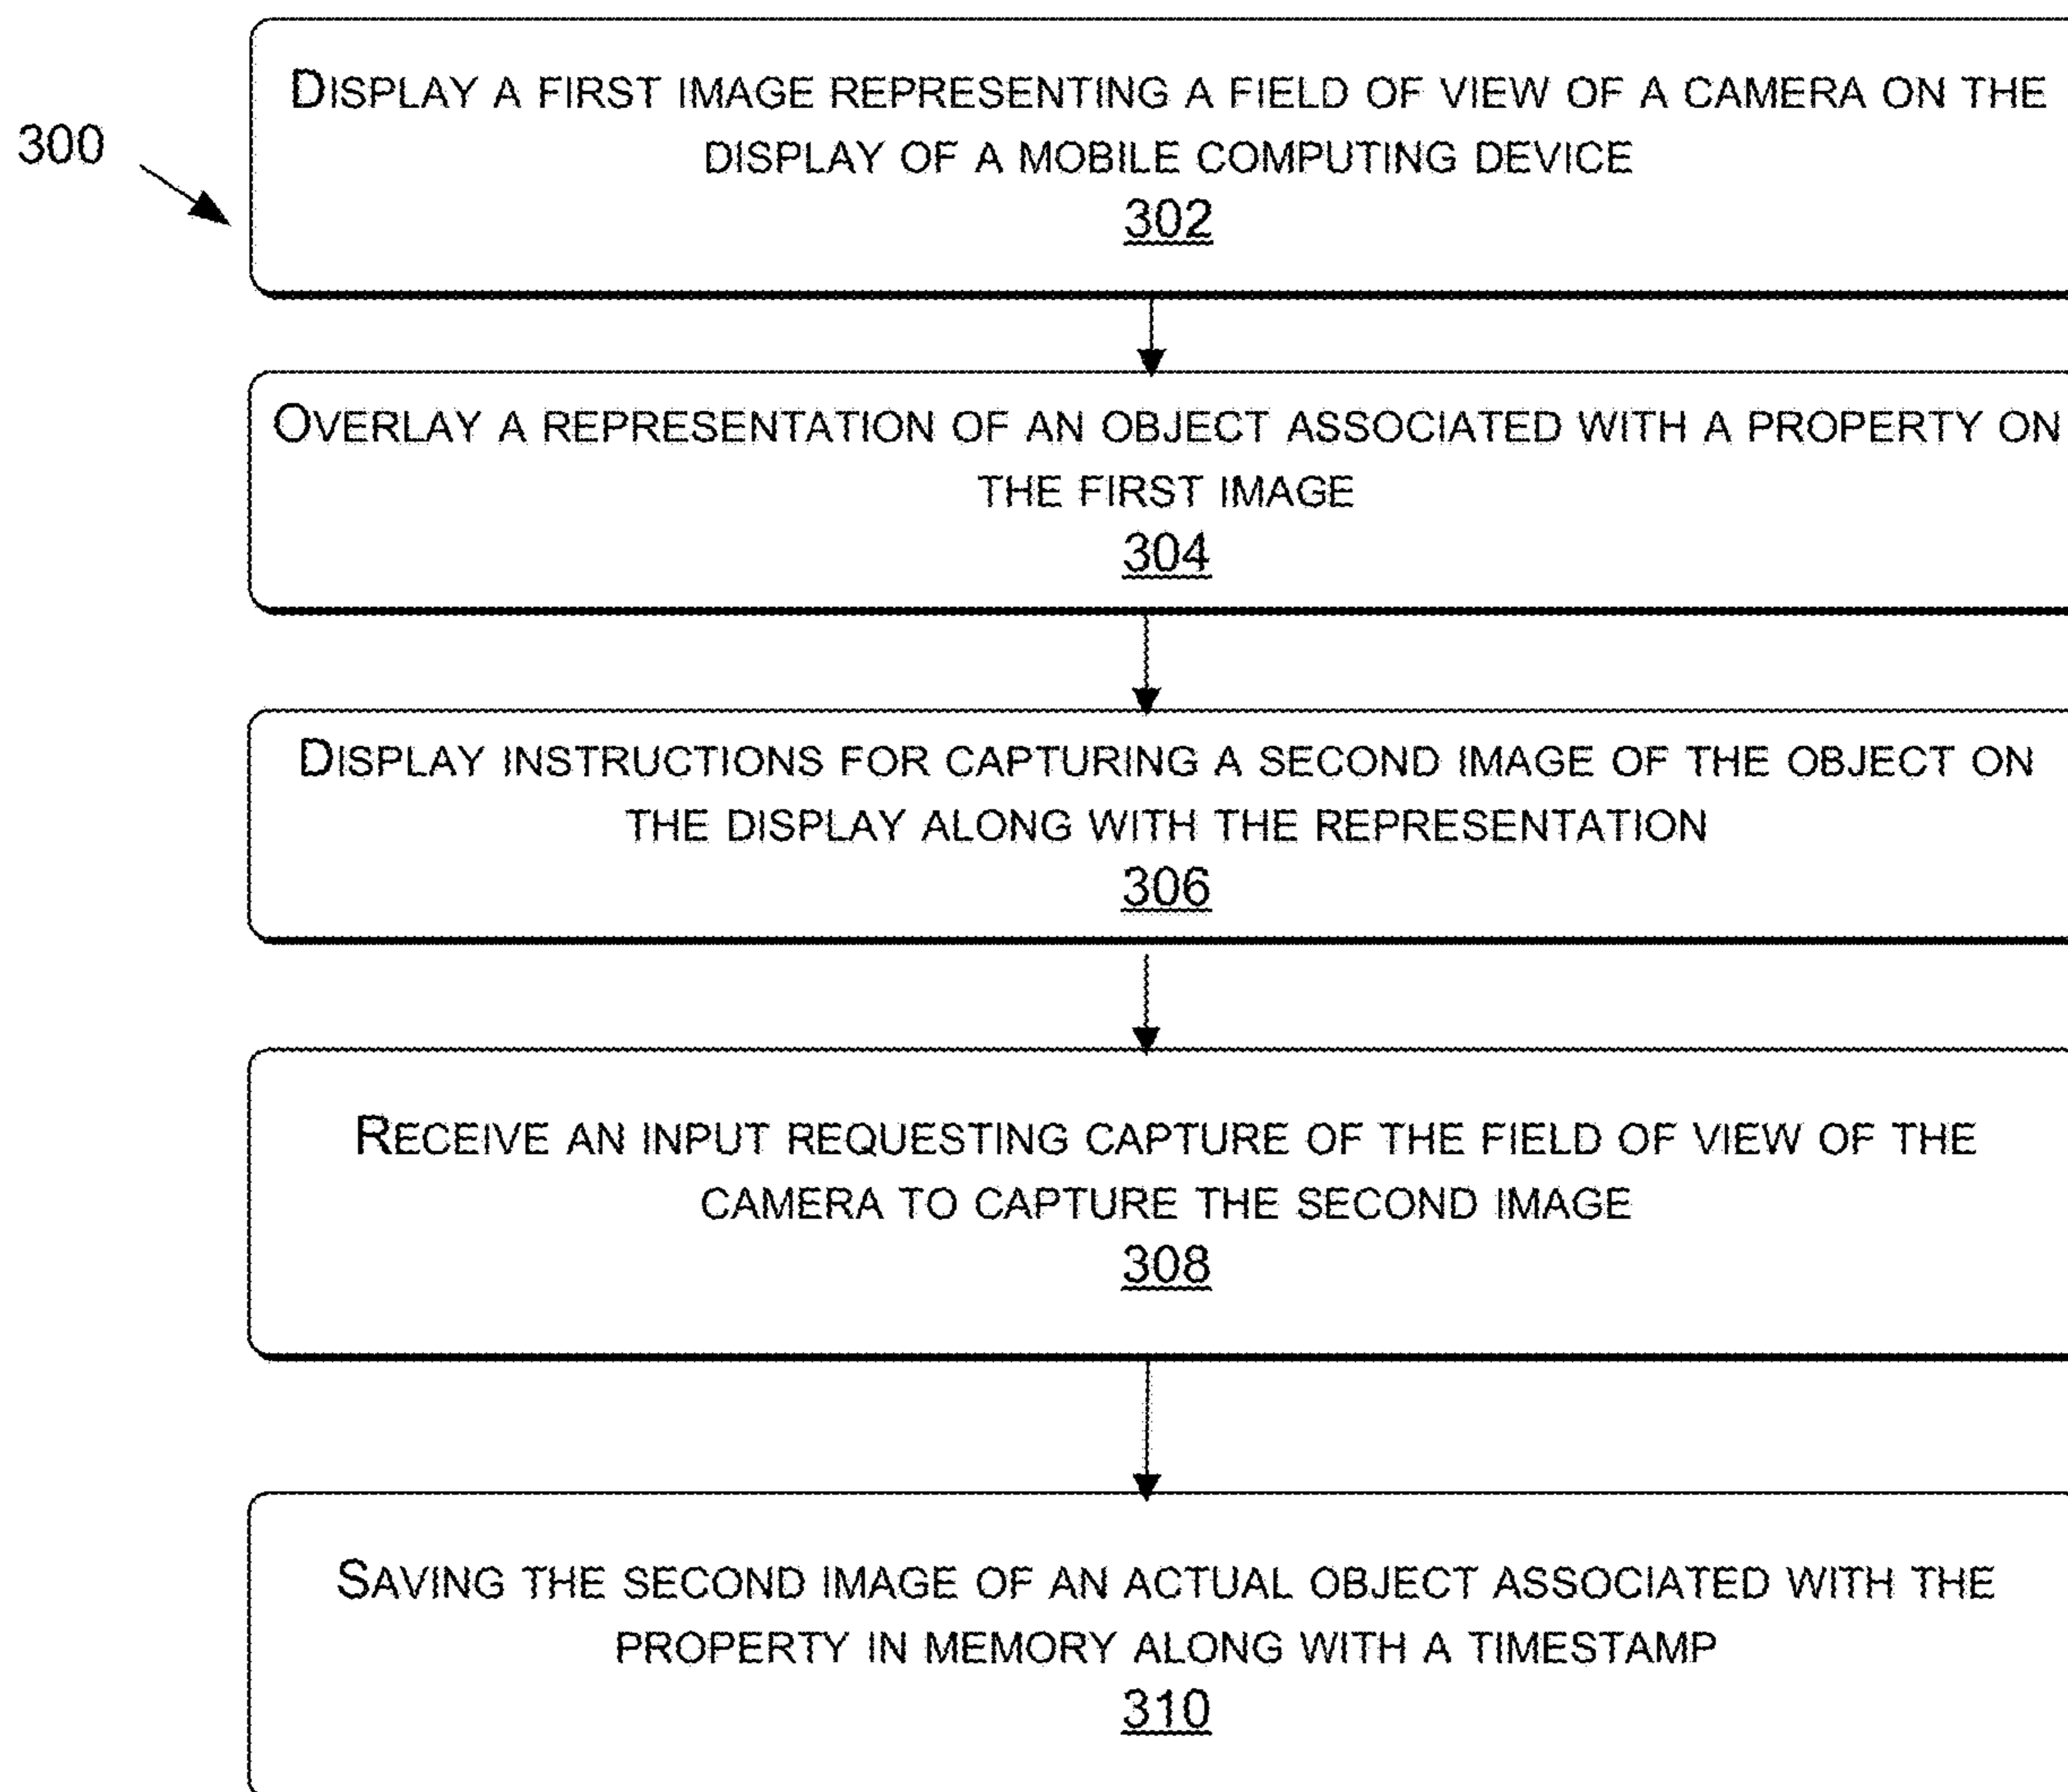 300
DISPLAY A FIRST IMAGE REPRESENTING A FIELD OF VIEW OF A CAMERA ON THE
DISPLAY OF A MOBILE COMPUTING DEVICE
302
OVERLAY A REPRESENTATION OF AN OBJECT ASSOCIATED WITH A PROPERTY ON
THE FIRST IMAGE
304
DISPLAY INSTRUCTIONS FOR CAPTURING A SECOND IMAGE OF THE OBJECT ON
THE DISPLAY ALONG WITH THE REPRESENTATION
306
RECEIVE AN INPUT REQUESTING CAPTURE OF THE FIELD OF VIEW OF THE
CAMERA TO CAPTURE THE SECOND IMAGE
308
SAVING THE SECOND IMAGE OF AN ACTUAL OBJECT ASSOCIATED WITH THE
PROPERTY IN MEMORY ALONG WITH A TIMESTAMP
310